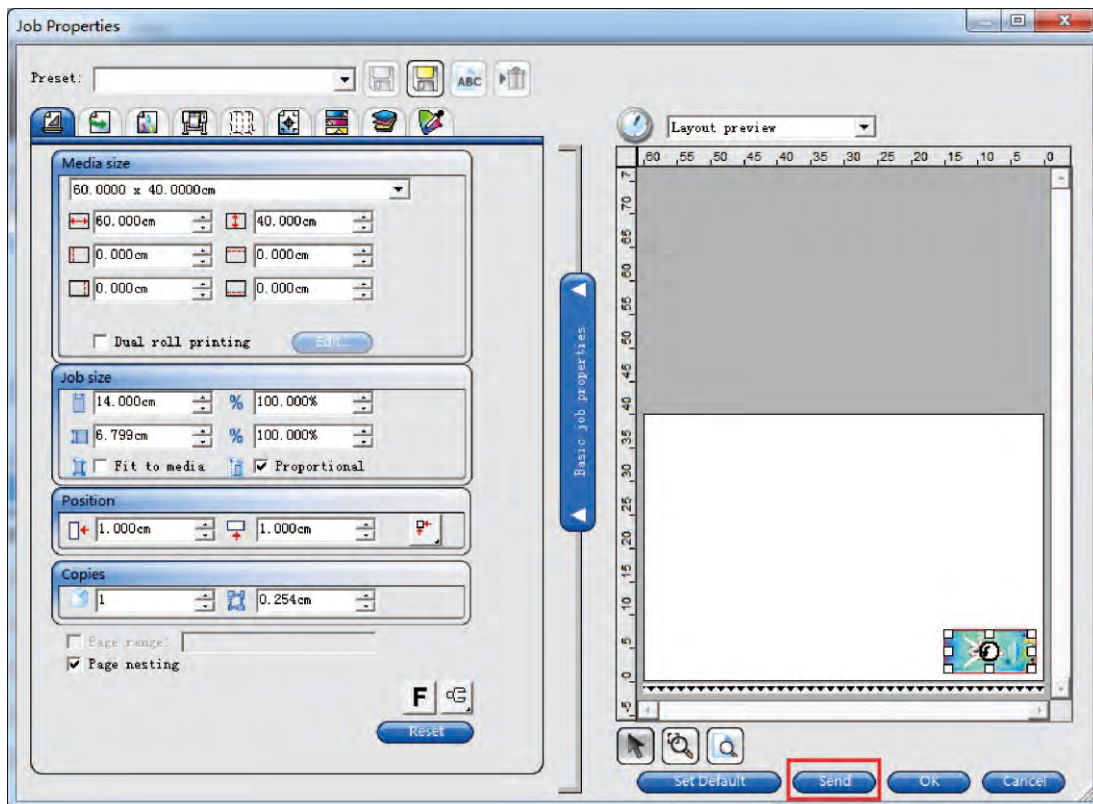 Job Properties
Preset:
ABC
Layout preview
Media size
60.0000 x 40.0000cm
60.000cm 40.000cm
0.000cm 0.000cm
0.000cm 0.000cm
Dual roll printing Edit...
Job size
14.000cm % 100.000%
6.799cm % 100.000%
Fit to media Proportional
Position
1.000cm 1.000cm
Copies
1 0.254cm
Page range:
Page nesting
F
Reset
Basic job properties
60 55 50 45 40 35 30 25 20 15 10 5 0
7
70
65
60
55
50
45
40
35
30
25
20
15
10
5
0
-5
Set Default Send OK Cancel